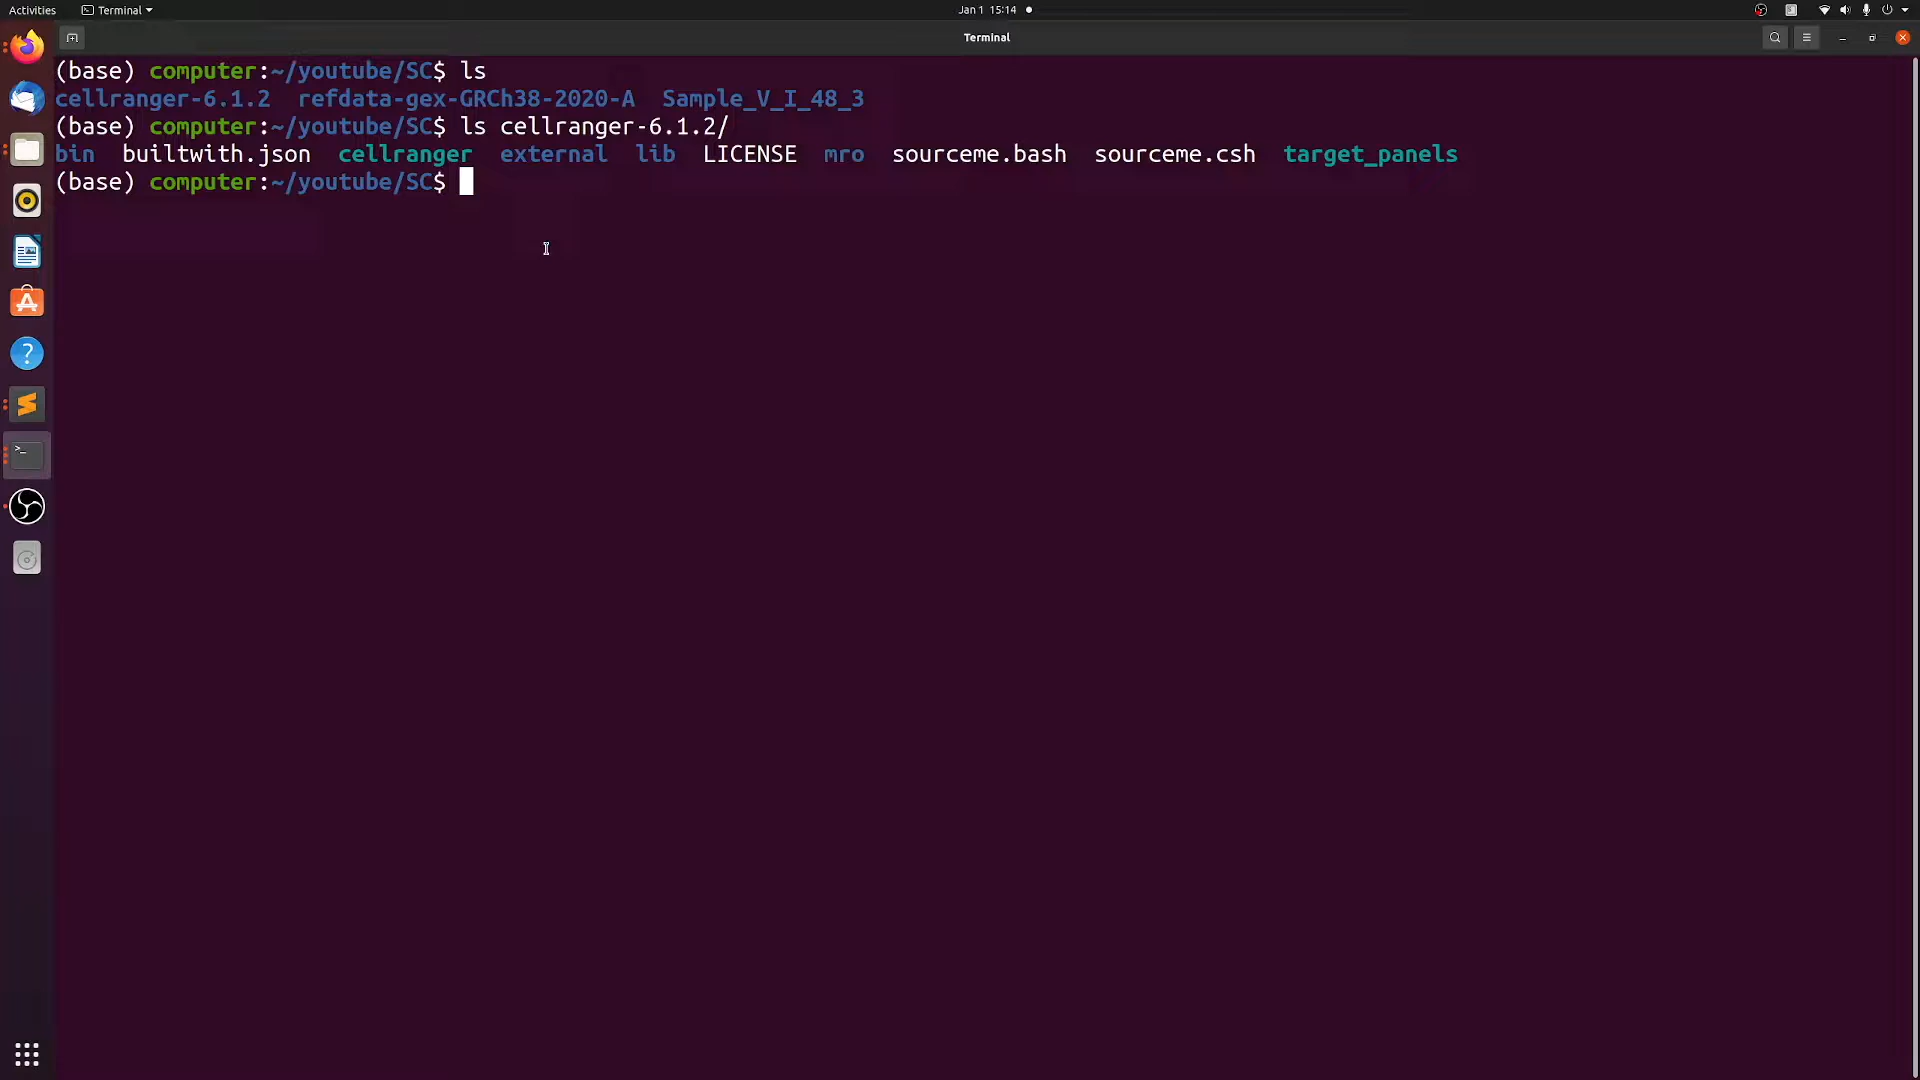 Activities Terminal Jan 1 15:14
Terminal
(base) computer:~/youtube/SC$ ls
cellranger-6.1.2 refdata-gex-GRCh38-2020-A Sample_V_I_48_3
(base) computer:~/youtube/SC$ ls cellranger-6.1.2/
bin builtwith.json cellranger external lib LICENSE mro sourceme.bash sourceme.csh target_panels
(base) computer:~/youtube/SC$